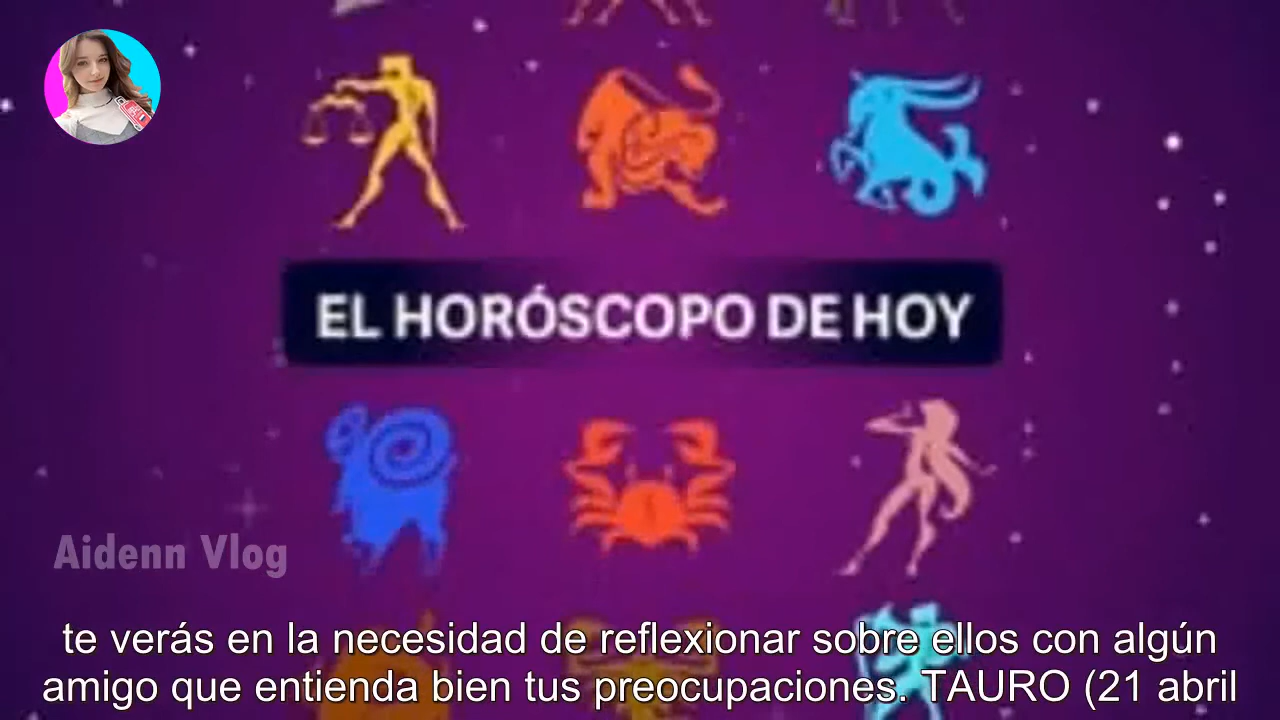 EL HORÓSCOPO DE HOY
Aidenn Vlog
te verás en la necesidad de reflexionar sobre ellos con algún
amigo que entienda bien tus preocupaciones. TAURO (21 abril